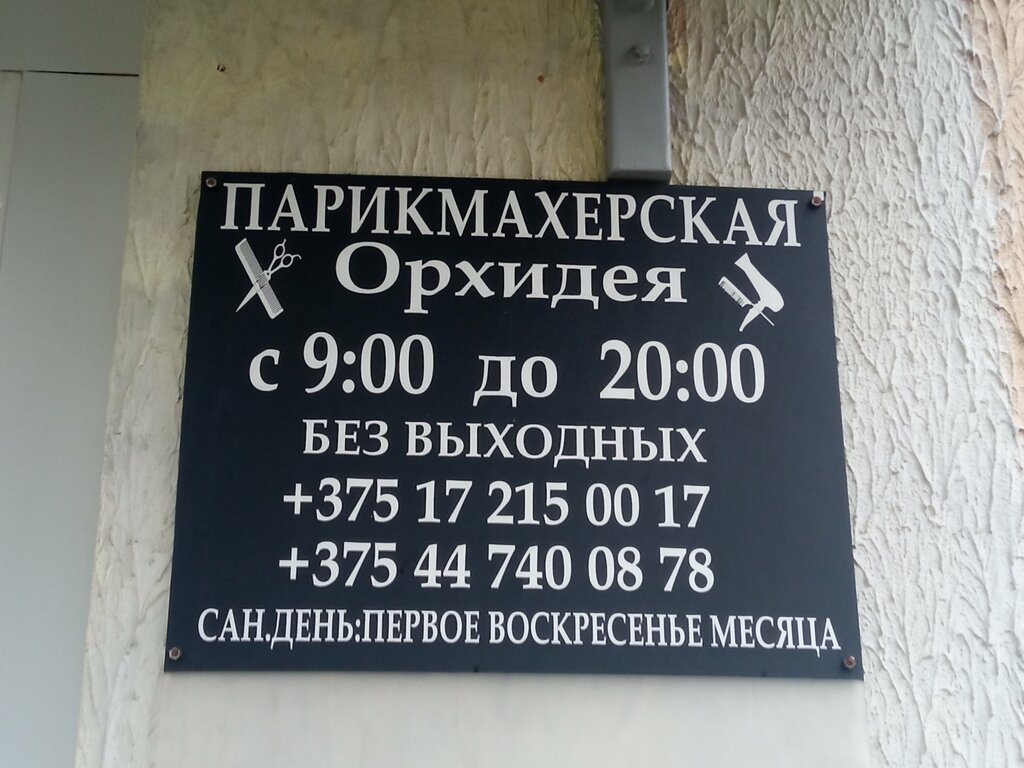 ПАРИКМАХЕРСКАЯ
Орхидея
с 9:00 до 20:00
БЕЗ ВЫХОДНЫХ
+375 17 215 00 17
+375 44 740 08 78
САН.ДЕНЬ:ПЕРВОЕ ВОСКРЕСЕНЬЕ МЕСЯЦА